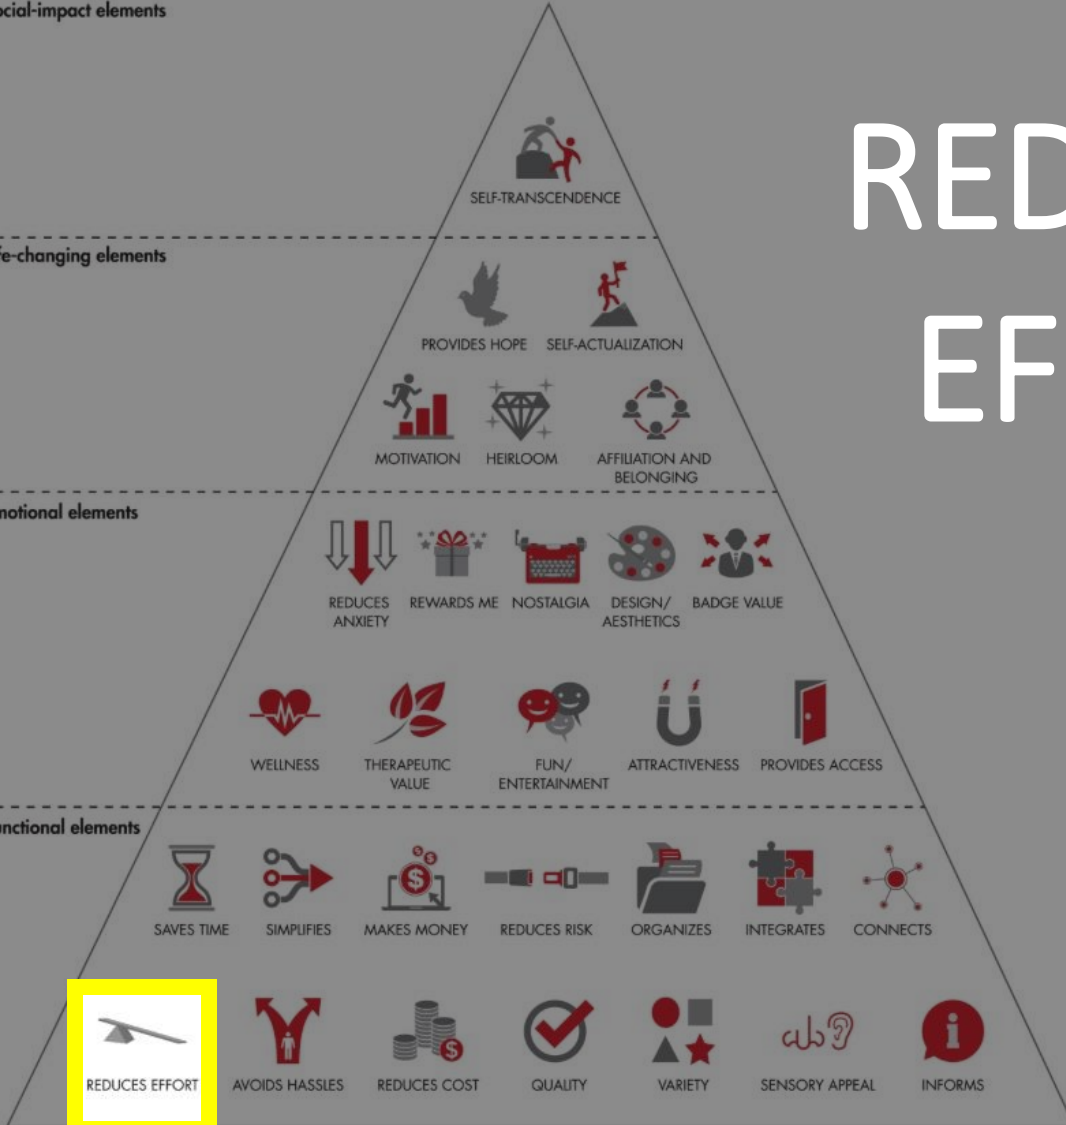 ocial-impact elements
RED
SELF-TRANSCENDENCE
fe-changing elements
EF
PROVIDES HOPE SELF-ACTUALIZATION
MOTIVATION HEIRLOOM AFFILIATION AND
BELONGING
motional elements
REDUCES REWARDS ME NOSTALGIA DESIGN/ BADGE VALUE
ANXIETY AESTHETICS
WELLNESS THERAPEUTIC FUN/ ATTRACTIVENESS PROVIDES ACCESS
VALUE ENTERTAINMENT
unctional elements
SAVES TIME SIMPLIFIES MAKES MONEY REDUCES RISK ORGANIZES INTEGRATES CONNECTS
REDUCES EFFORT AVOIDS HASSLES REDUCES COST QUALITY VARIETY SENSORY APPEAL INFORMS